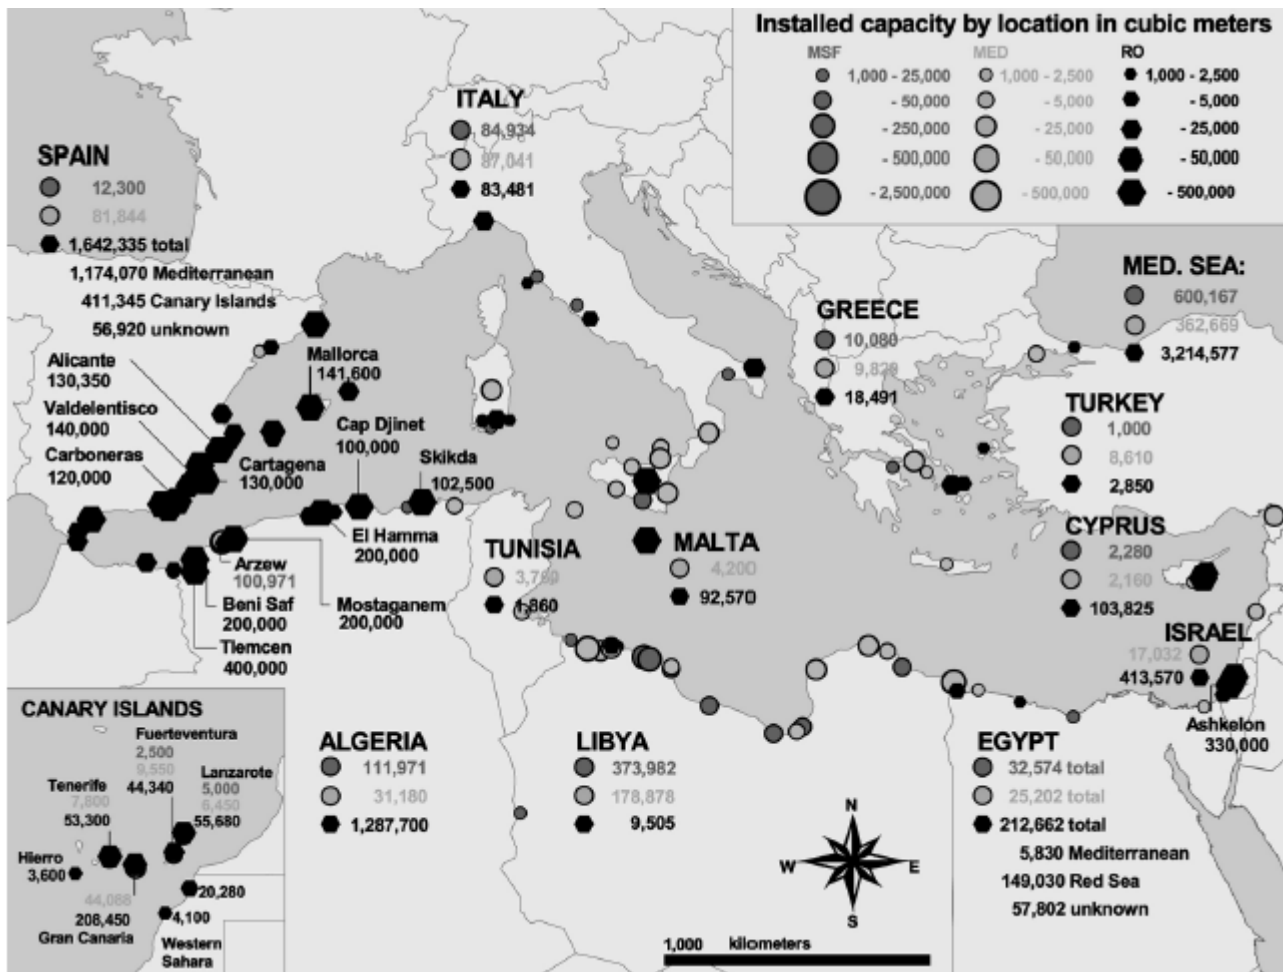 Installed capacity by location in cubic meters
MSF MED RO
1,000 - 25,000 1,000 - 2,500 1,000 - 2,500
- 50,000 - 5,000 - 5,000
- 250,000 - 25,000 - 25,000
- 500,000 - 50,000 - 50,000
- 2,500,000 - 500,000 - 500,000
ITALY
84,934
87,041
83,481
SPAIN
12,300
81,844
1,642,335 total
1,174,070 Mediterranean
411,345 Canary Islands
56,920 unknown
Alicante
130,350
Valdelentisco
140,000
Carboneras
120,000
Mallorca
141,600
Cartagena
130,000
Cap Djinet
100,000
Skikda
102,500
El Hamma
200,000
Arzew
100,971
Beni Saf
200,000
Tlemcen
400,000
Mostaganem
200,000
GREECE
10,080
18,491
MED. SEA:
600,167
362,669
3,214,577
TURKEY
1,000
8,610
2,850
CYPRUS
2,280
2,160
103,825
ISRAEL
17,032
413,570
Ashkelon
330,000
TUNISIA
1,860
MALTA
4,200
92,570
ALGERIA
111,971
31,180
1,287,700
LIBYA
373,982
178,878
9,505
EGYPT
32,574 total
25,202 total
212,662 total
5,830 Mediterranean
149,030 Red Sea
57,802 unknown
CANARY ISLANDS
Fuerteventura
2,500
9,550
44,340
Lanzarote
5,000
6,450
55,680
Tenerife
7,800
53,300
Hierro
3,600
44,068
208,450
Gran Canaria
20,280
4,100
Western
Sahara
N
W E
S
1,000 kilometers